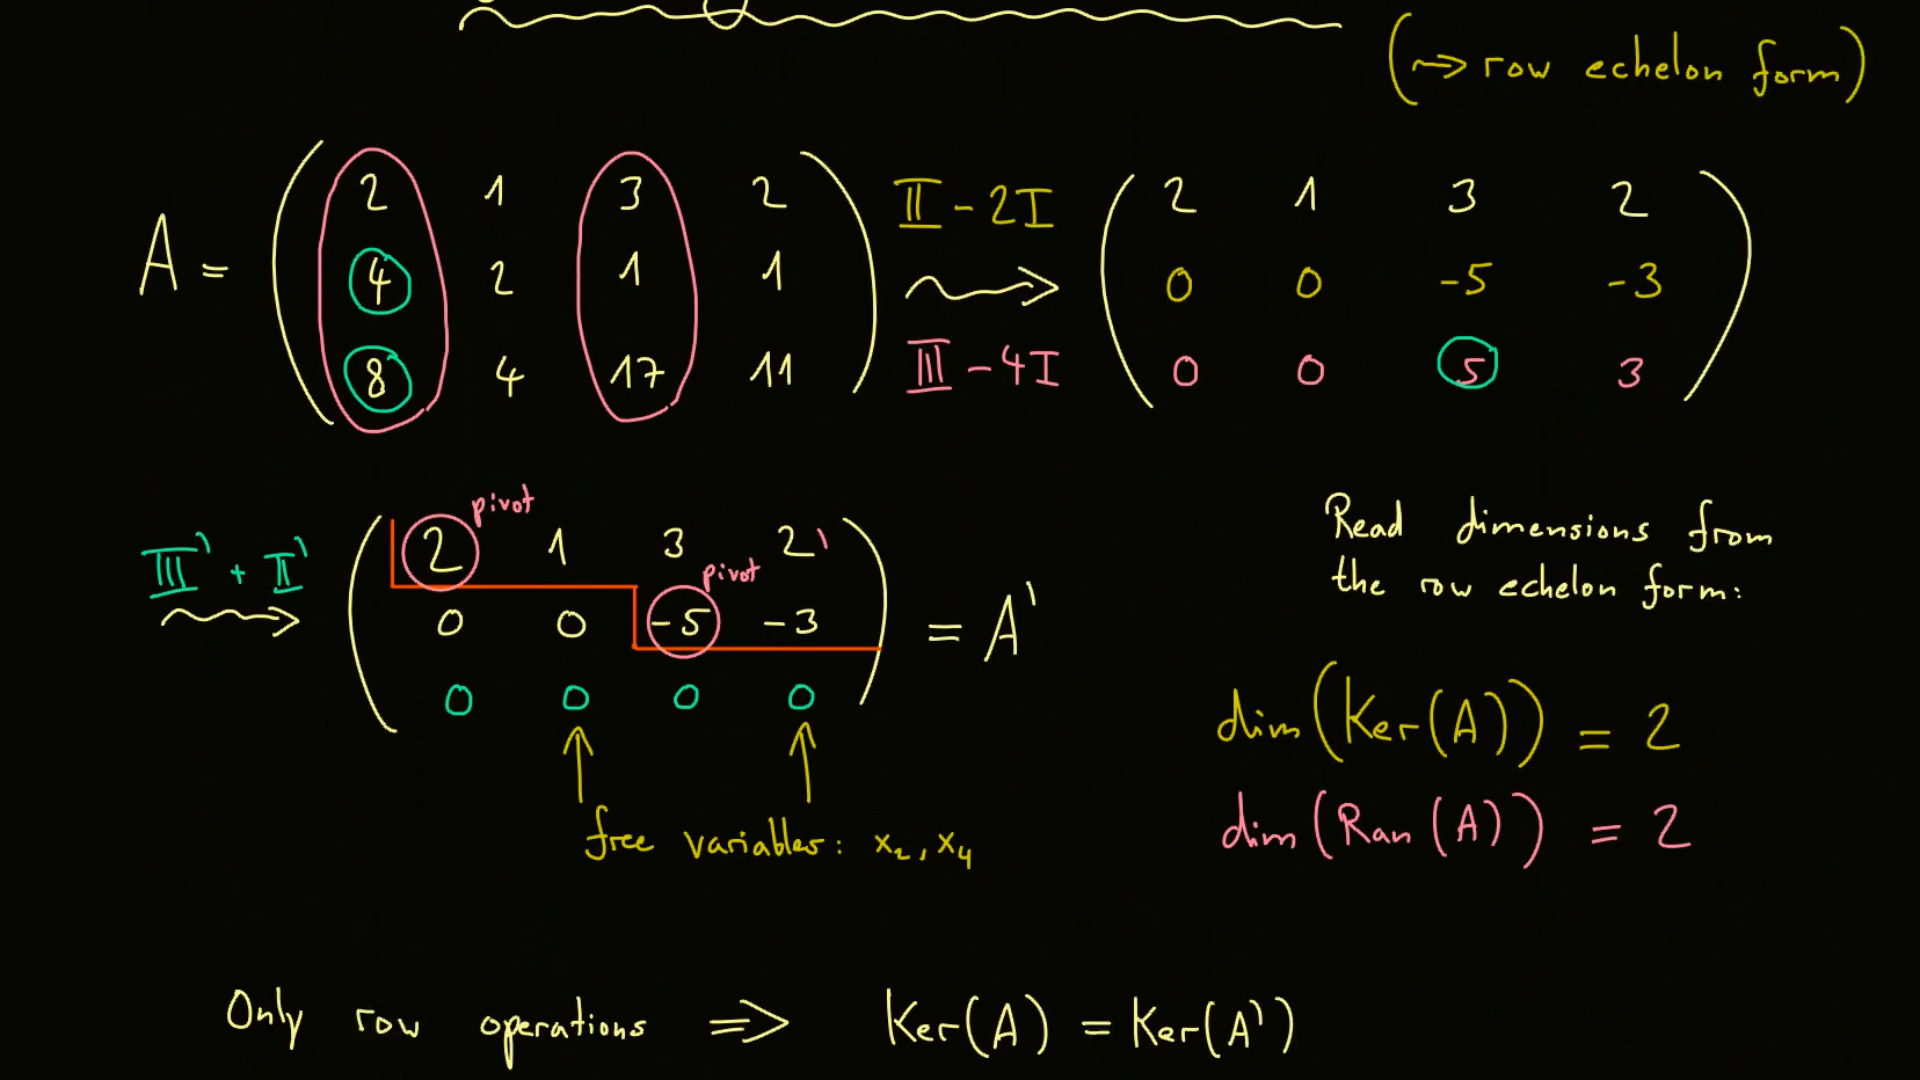 (⇝ row echelon form)
A = ( 2 1 3 2 II - 2I ( 2 1 3 2
4 2 1 1 ⇝ 0 0 -5 -3
8 4 17 11 ) III - 4I 0 0 5 3 )
III' + II' ⇝ ( 2 pivot 1 3 2 '
0 0 -5 pivot -3
0 0 0 0 ) = A'
free variables: x₂, x₄
Read dimensions from
the row echelon form:
dim(Ker(A)) = 2
dim(Ran(A)) = 2
Only row operations ⇒ Ker(A) = Ker(A')